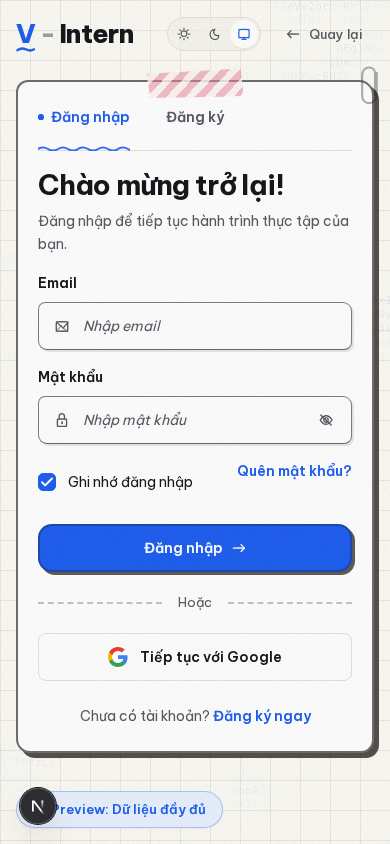 V - Intern
Quay lại
Đăng nhập
Đăng ký
Chào mừng trở lại!
Đăng nhập để tiếp tục hành trình thực tập của
bạn.
Email
Nhập email
Mật khẩu
Nhập mật khẩu
Ghi nhớ đăng nhập
Quên mật khẩu?
Đăng nhập
Hoặc
Tiếp tục với Google
Chưa có tài khoản? Đăng ký ngay
N
Preview: Dữ liệu đầy đủ